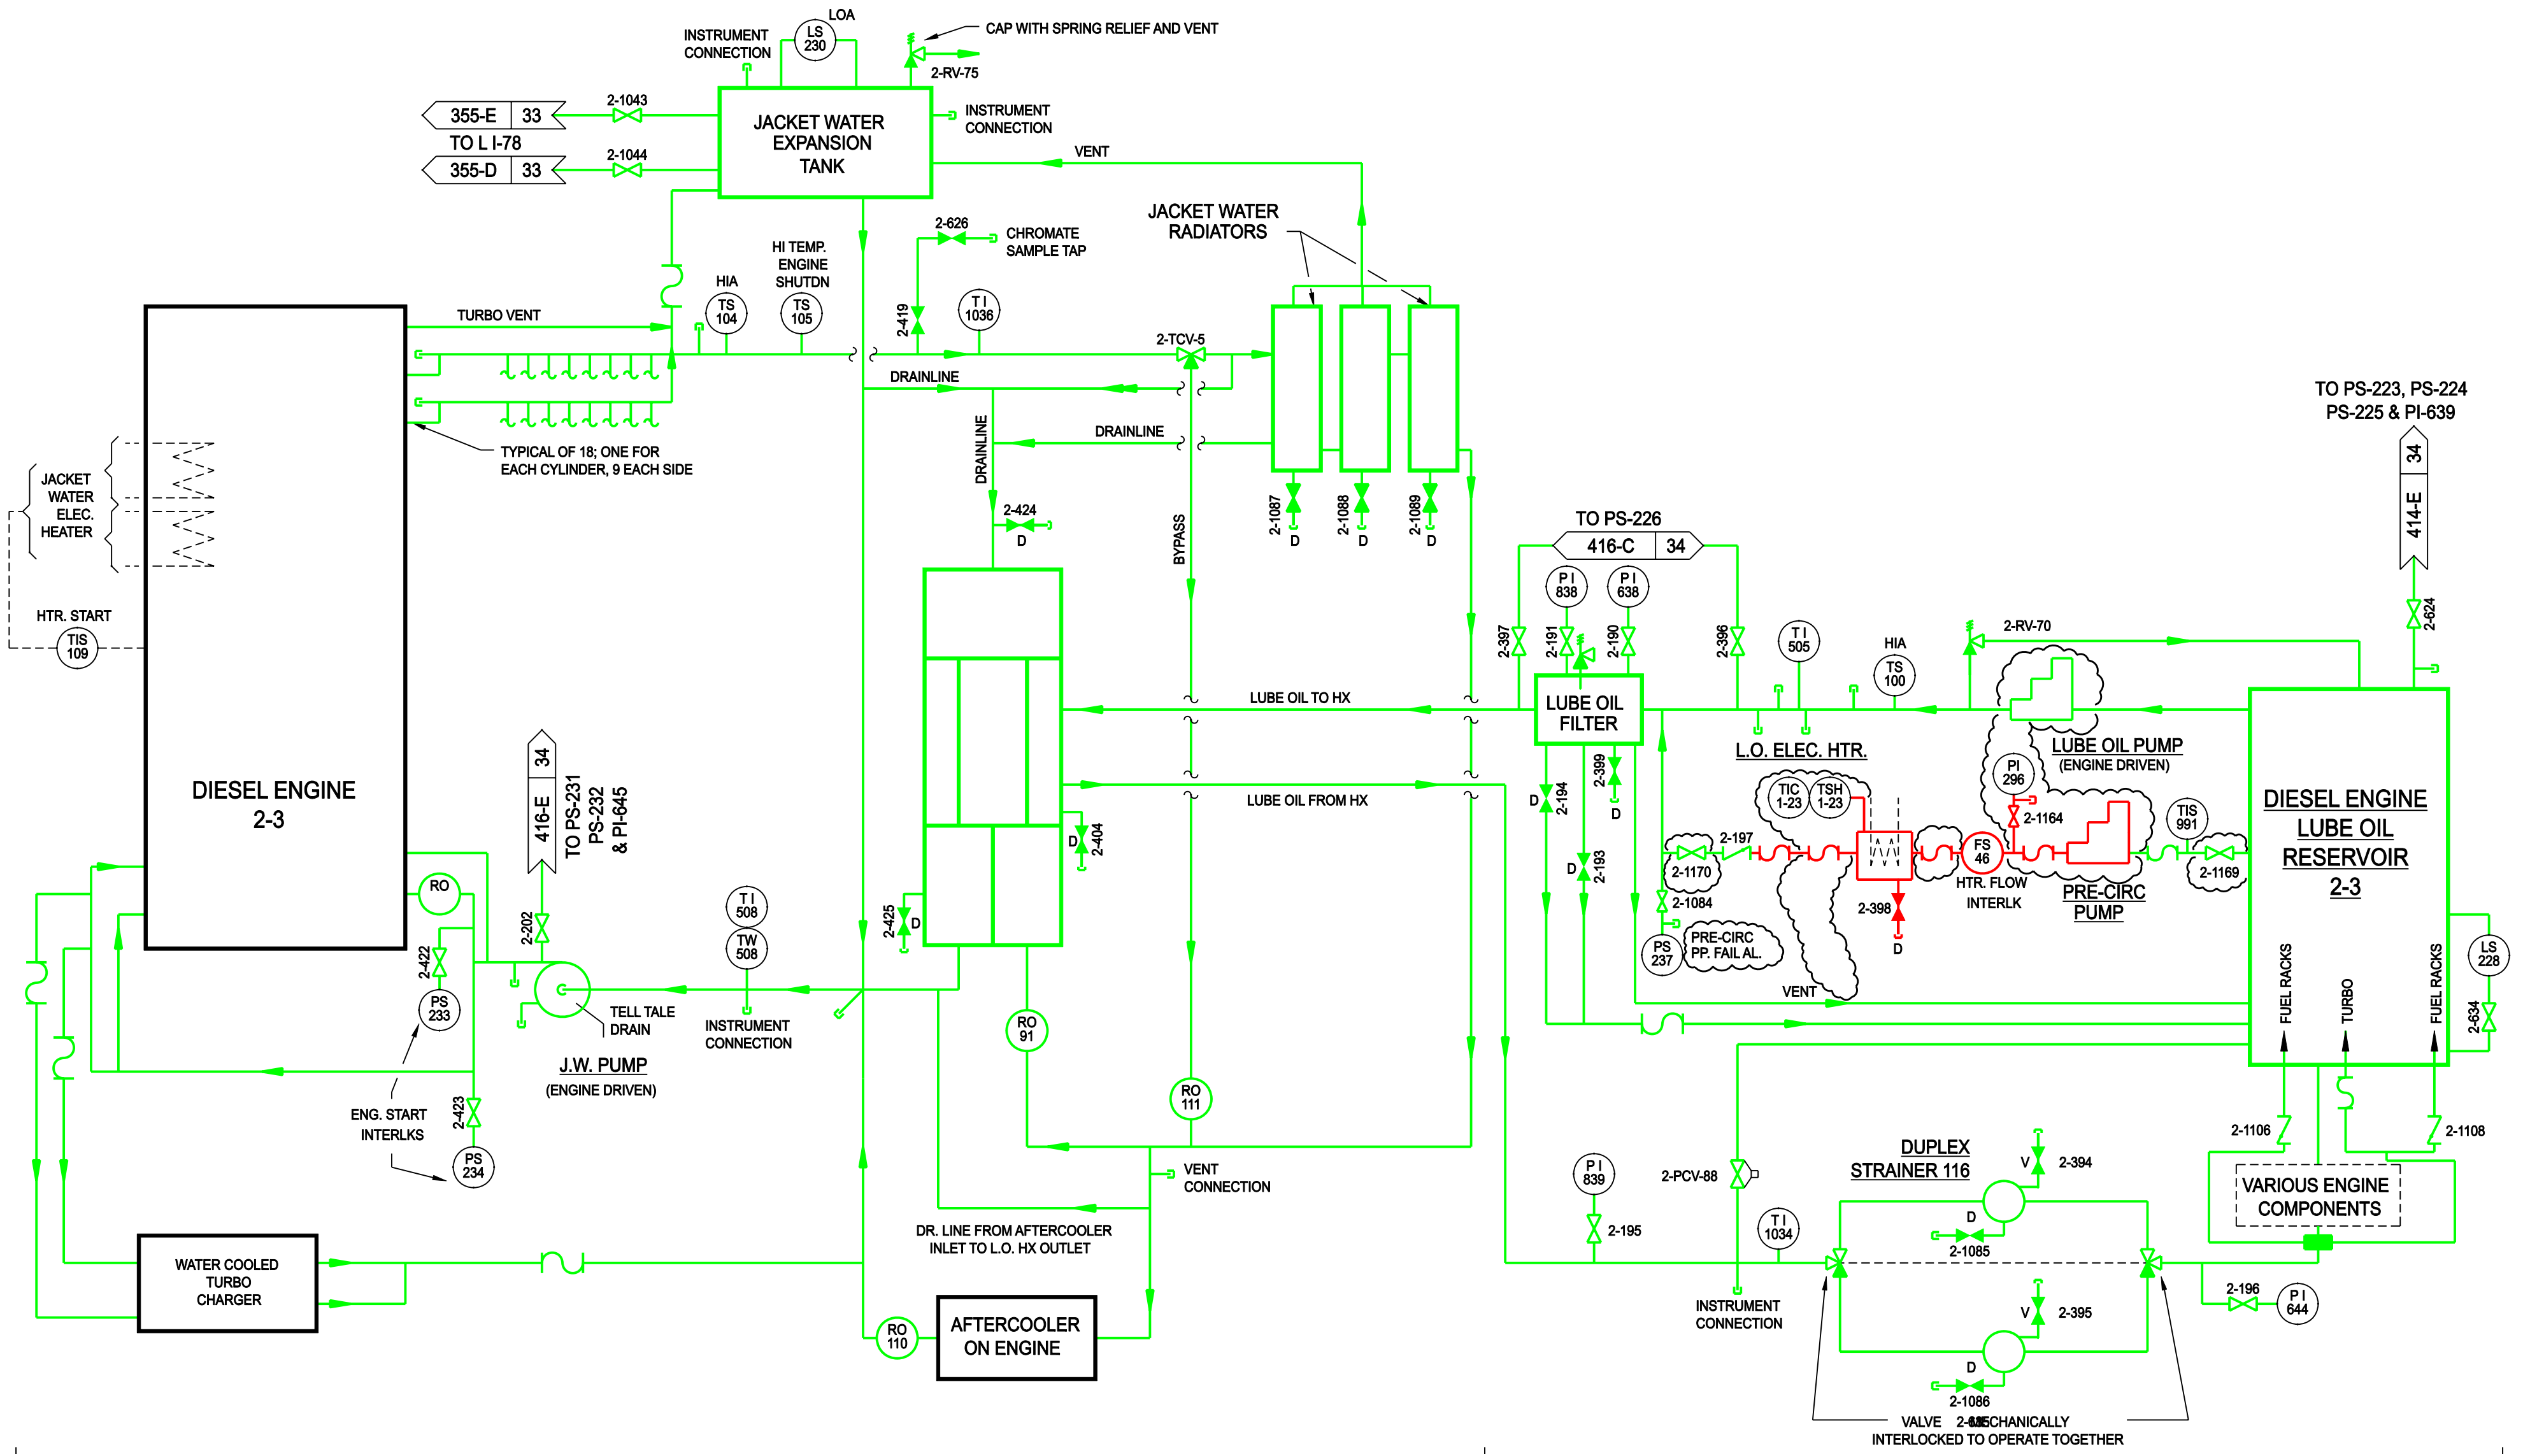 LOA
INSTRUMENT
CONNECTION
LS
230
CAP WITH SPRING RELIEF AND VENT
2-RV-75
355-E 33
2-1043
TO L I-78
355-D 33
2-1044
JACKET WATER
EXPANSION
TANK
INSTRUMENT
CONNECTION
VENT
2-626
CHROMATE
SAMPLE TAP
JACKET WATER
RADIATORS
HI TEMP.
ENGINE
SHUTDN
HIA
TS
104
TS
105
2-419
T I
1036
2-TCV-5
TURBO VENT
DRAINLINE
DRAINLINE
DRAINLINE
TYPICAL OF 18; ONE FOR
EACH CYLINDER, 9 EACH SIDE
JACKET
WATER
ELEC.
HEATER
HTR. START
TIS
109
2-424
D
BYPASS
2-1087
D
2-1088
D
2-1089
D
TO PS-226
416-C 34
P I
838
P I
638
2-397
2-191
2-190
2-396
T I
505
HIA
TS
100
2-RV-70
TO PS-223, PS-224
PS-225 & PI-639
414-E 34
2-624
LUBE OIL TO HX
LUBE OIL
FILTER
L.O. ELEC. HTR.
LUBE OIL PUMP
(ENGINE DRIVEN)
LUBE OIL FROM HX
DIESEL ENGINE
2-3
416-E 34
TO PS-231
PS-232
& PI-645
2-404
D
2-194
D
2-193
D
2-399
D
TIC
1-23
TSH
1-23
PI
296
2-1164
TIS
991
2-1170
2-197
FS
46
HTR. FLOW
INTERLK
PRE-CIRC
PUMP
2-1169
2-1084
2-398
D
PS
237
PRE-CIRC
PP. FAIL AL.
DIESEL ENGINE
LUBE OIL
RESERVOIR
2-3
VENT
FUEL RACKS
TURBO
FUEL RACKS
LS
228
2-634
RO
2-202
2-422
PS
233
TELL TALE
DRAIN
T I
508
TW
508
INSTRUMENT
CONNECTION
2-425
D
RO
91
J.W. PUMP
(ENGINE DRIVEN)
ENG. START
INTERLKS
2-423
PS
234
RO
111
VENT
CONNECTION
DR. LINE FROM AFTERCOOLER
INLET TO L.O. HX OUTLET
WATER COOLED
TURBO
CHARGER
RO
110
AFTERCOOLER
ON ENGINE
P I
839
2-195
2-PCV-88
T I
1034
INSTRUMENT
CONNECTION
DUPLEX
STRAINER 116
V
2-394
D
2-1085
V
2-395
D
2-1086
2-1106
2-1108
VARIOUS ENGINE
COMPONENTS
2-196
P I
644
VALVE MECHANICALLY
INTERLOCKED TO OPERATE TOGETHER